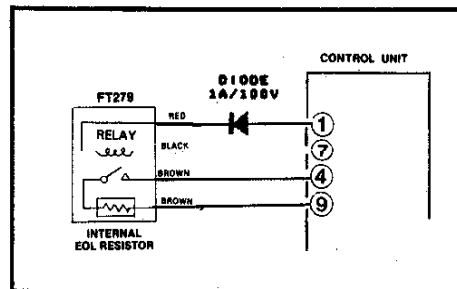 CONTROL UNIT
DIODE
1A/100V
FT279
RED
1
RELAY
BLACK
7
BROWN
4
BROWN
9
INTERNAL
EOL RESISTOR